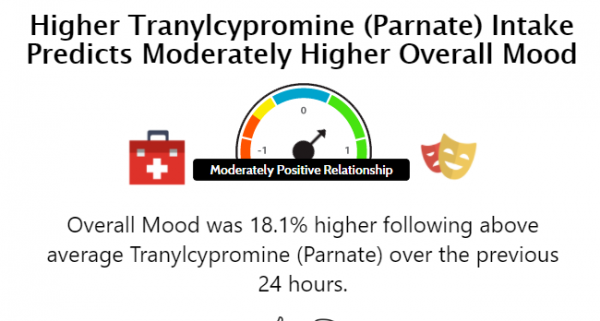 Higher Tranylcypromine (Parnate) Intake
Predicts Moderately Higher Overall Mood
0
-1
1
Moderately Positive Relationship
Overall Mood was 18.1% higher following above
average Tranylcypromine (Parnate) over the previous
24 hours.